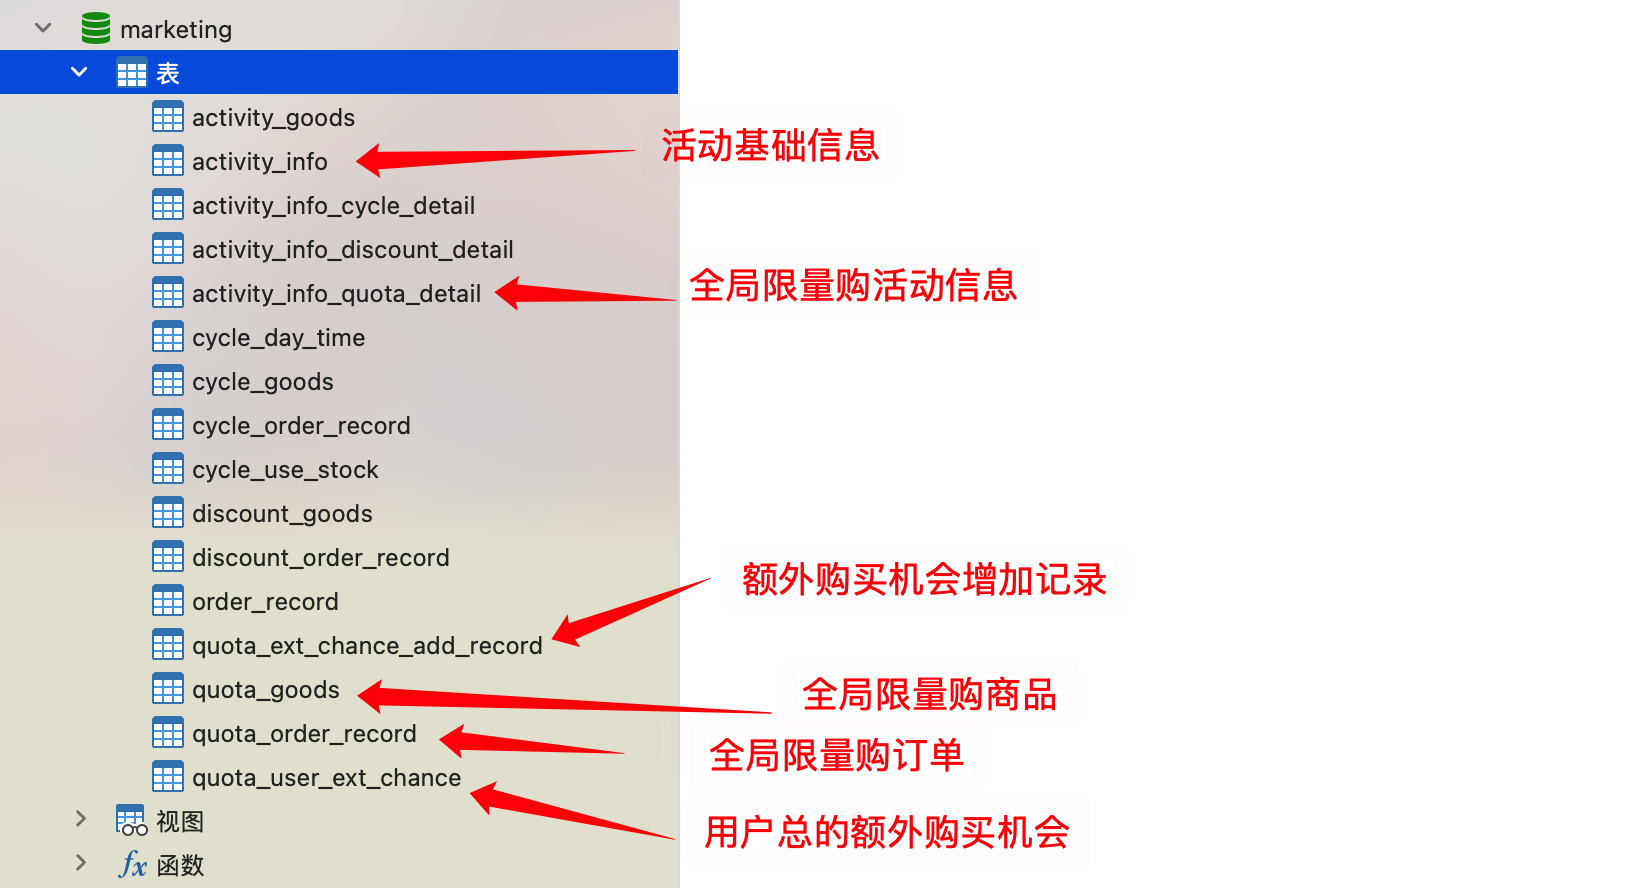 marketing
表
activity_goods
activity_info
活动基础信息
activity_info_cycle_detail
activity_info_discount_detail
activity_info_quota_detail
全局限量购活动信息
cycle_day_time
cycle_goods
cycle_order_record
cycle_use_stock
discount_goods
discount_order_record
order_record
额外购买机会增加记录
quota_ext_chance_add_record
quota_goods
全局限量购商品
quota_order_record
全局限量购订单
quota_user_ext_chance
用户总的额外购买机会
视图
fx 函数